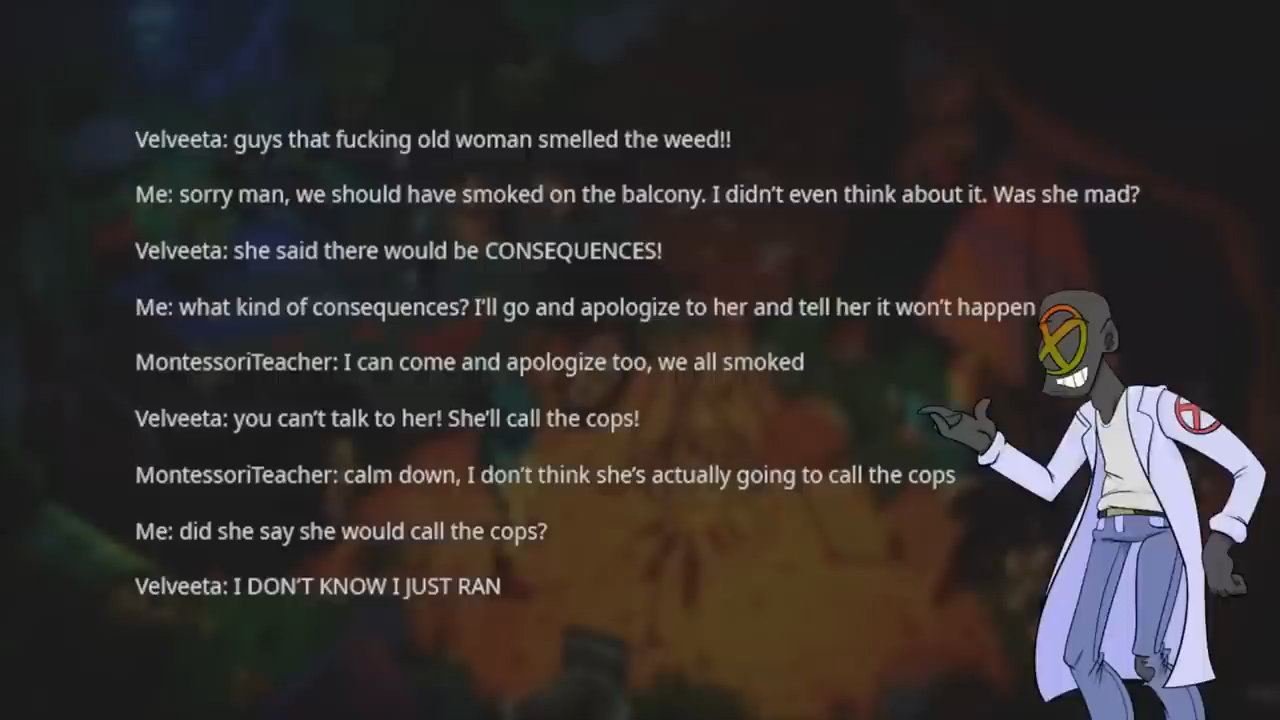 Velveeta: guys that fucking old woman smelled the weed!!
Me: sorry man, we should have smoked on the balcony. I didn't even think about it. Was she mad?
Velveeta: she said there would be CONSEQUENCES!
Me: what kind of consequences? I'll go and apologize to her and tell her it won't happen
MontessoriTeacher: I can come and apologize too, we all smoked
Velveeta: you can't talk to her! She'll call the cops!
MontessoriTeacher: calm down, I don't think she's actually going to call the cops
Me: did she say she would call the cops?
Velveeta: I DON'T KNOW I JUST RAN